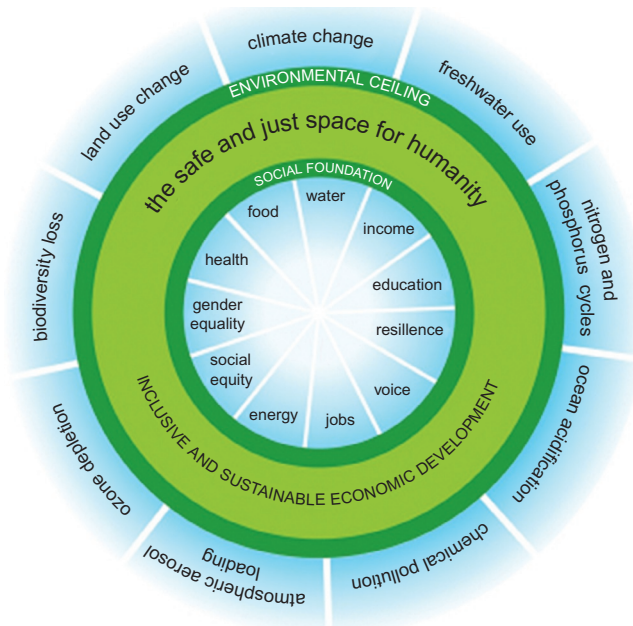 climate change
freshwater use
nitrogen and
phosphorus cycles
ocean acidification
chemical pollution
atmospheric aerosol
loading
ozone depletion
biodiversity loss
land use change
ENVIRONMENTAL CEILING
the safe and just space for humanity
SOCIAL FOUNDATION
water
income
education
resillence
voice
jobs
energy
social
equity
gender
equality
health
food
INCLUSIVE AND SUSTAINABLE ECONOMIC DEVELOPMENT